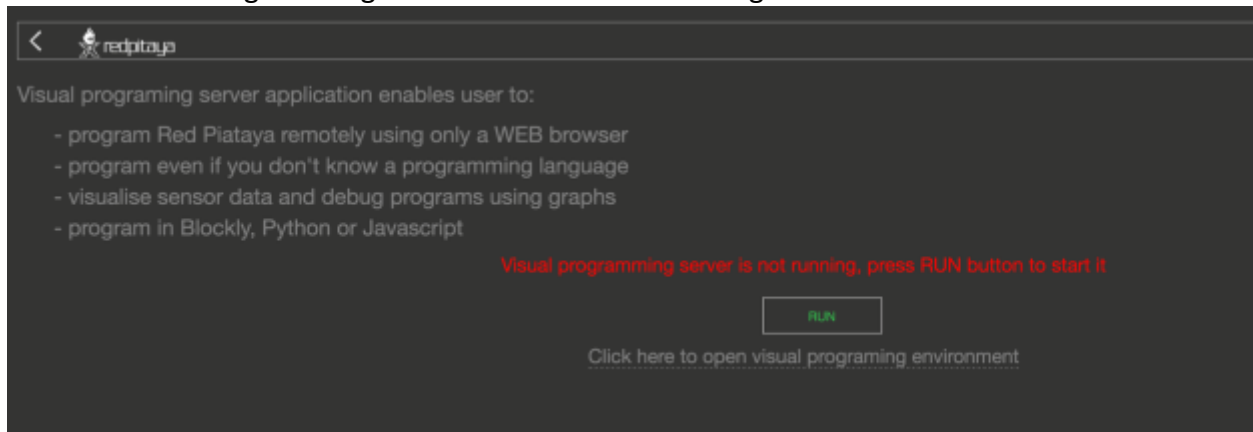 redpitaya
Visual programing server application enables user to:
- program Red Piataya remotely using only a WEB browser
- program even if you don't know a programming language
- visualise sensor data and debug programs using graphs
- program in Blockly, Python or Javascript
Visual programming server is not running, press RUN button to start it
RUN
Click here to open visual programing environment